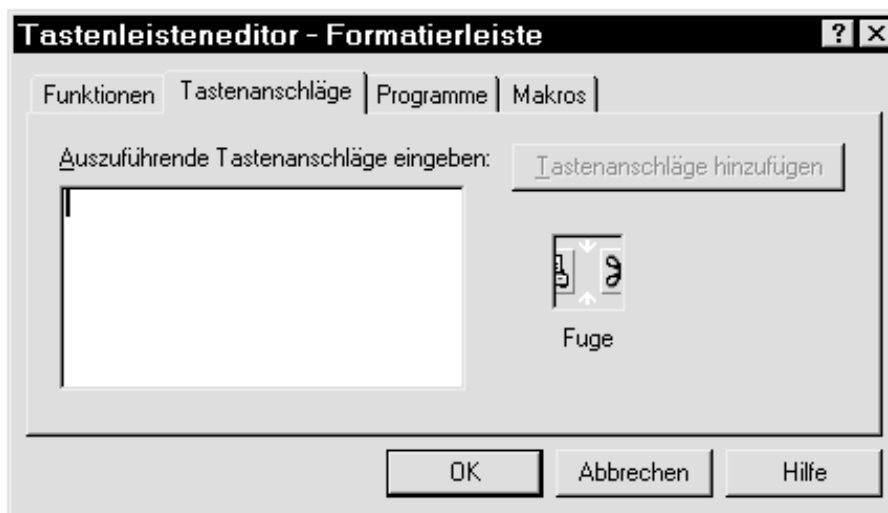 Tastenleisteneditor - Formatierleiste
Funktionen Tastenanschläge Programme Makros
Auszuführende Tastenanschläge eingeben: Tastenanschläge hinzufügen
Fuge
OK Abbrechen Hilfe